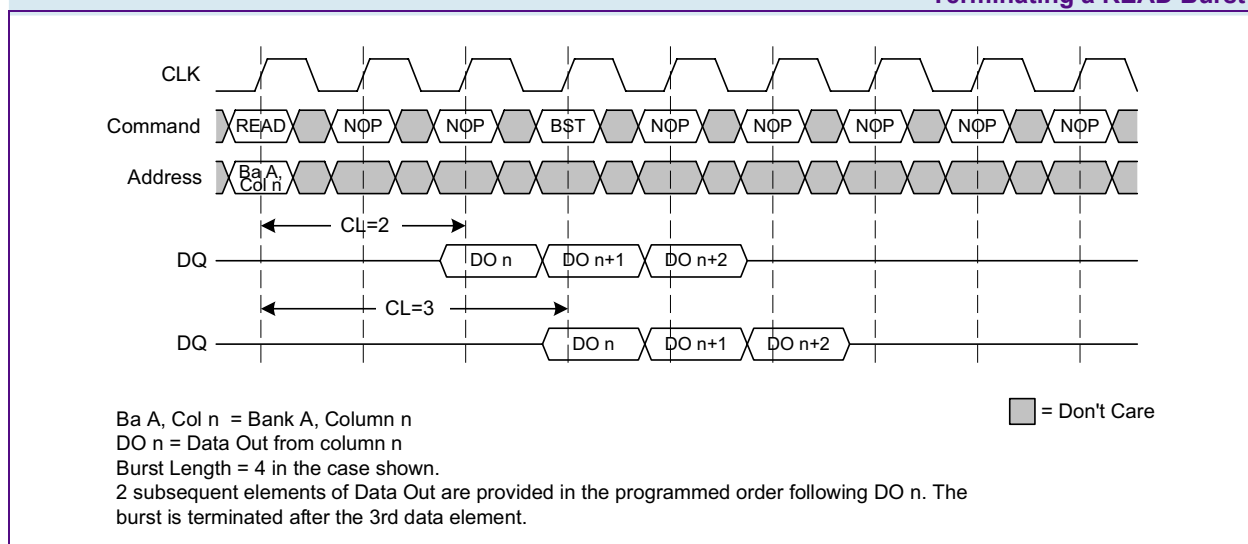 Terminating a READ Burst
CLK
Command READ NOP NOP BST NOP NOP NOP NOP NOP
Address Ba A, Col n
CL=2
DQ DO n DO n+1 DO n+2
CL=3
DQ DO n DO n+1 DO n+2
Ba A, Col n = Bank A, Column n
= Don't Care
DO n = Data Out from column n
Burst Length = 4 in the case shown.
2 subsequent elements of Data Out are provided in the programmed order following DO n. The
burst is terminated after the 3rd data element.